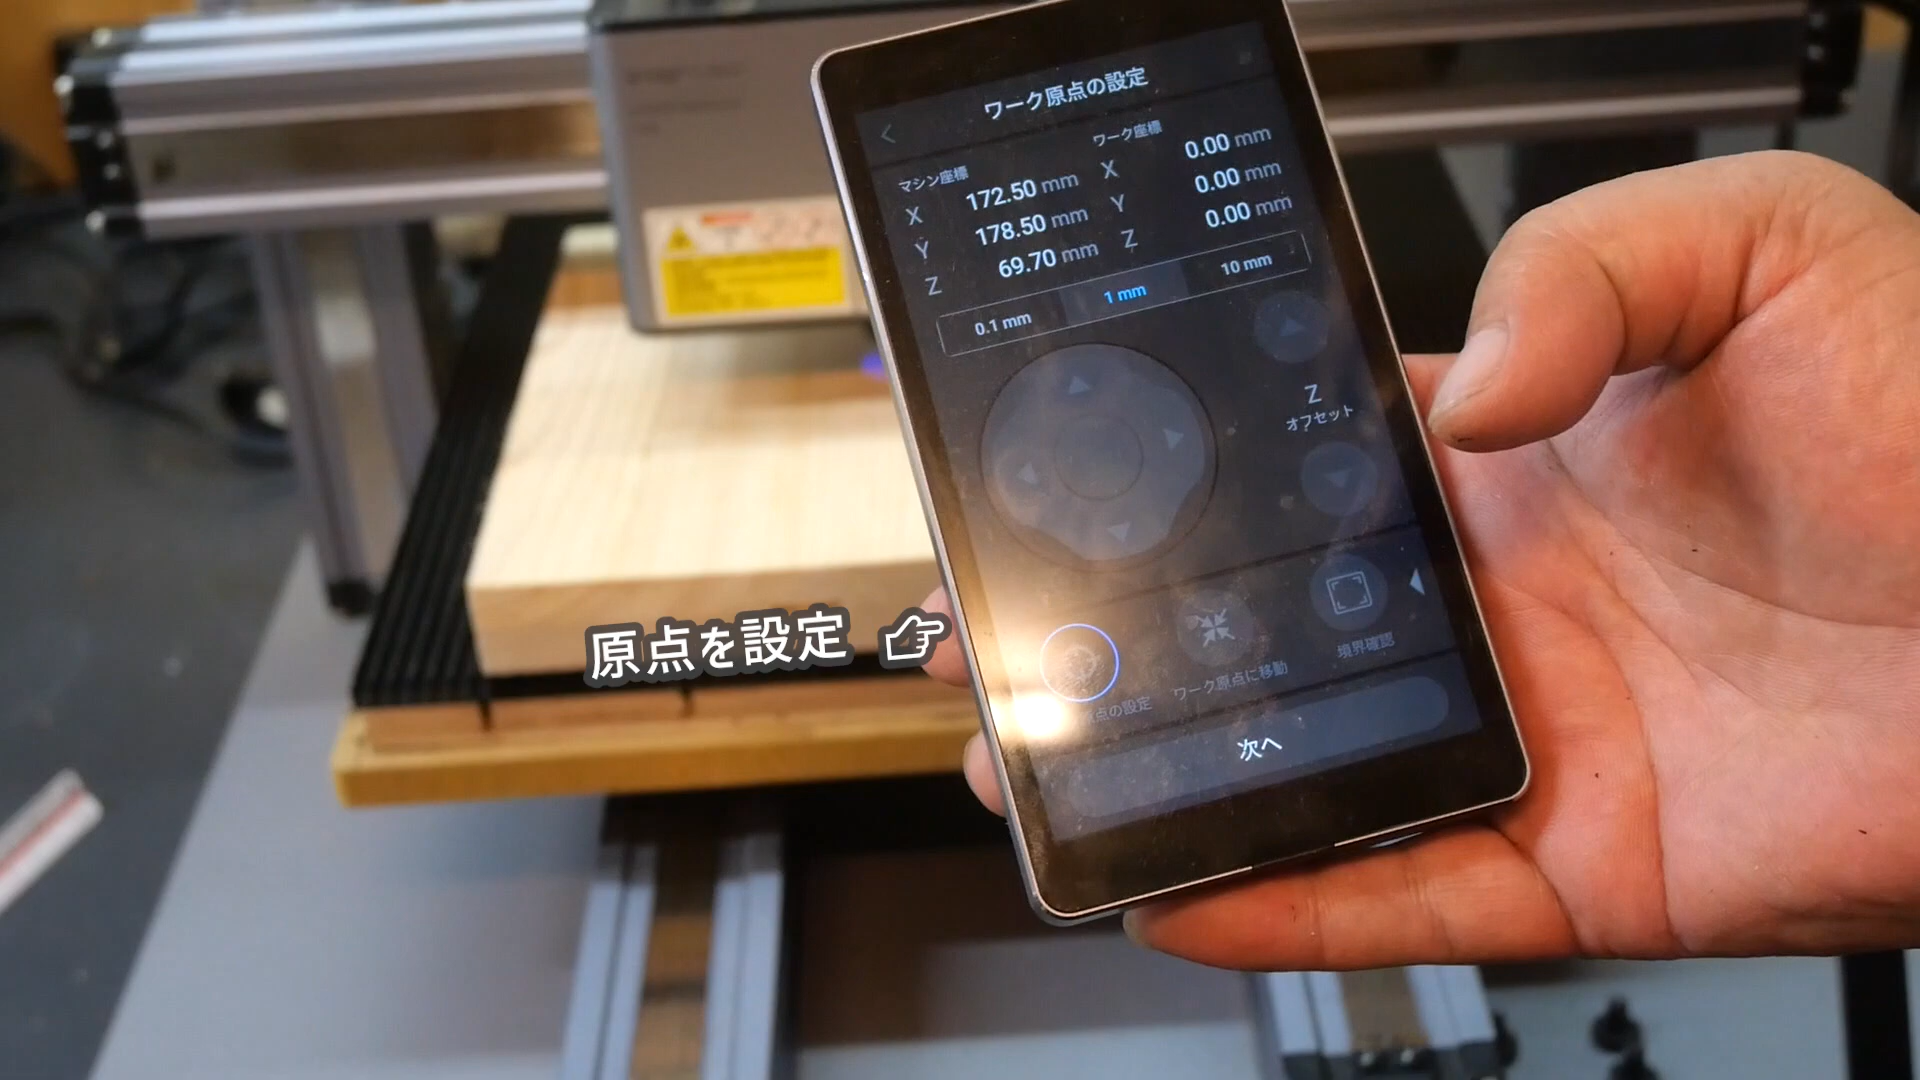 ワーク原点の設定
マシン座標
X 172.50 mm
Y 178.50 mm
Z 69.70 mm
ワーク座標
X 0.00 mm
Y 0.00 mm
Z 0.00 mm
0.1 mm 1 mm 10 mm
Z
オフセット
原点を設定
点の設定
ワーク原点に移動
境界確認
次へ